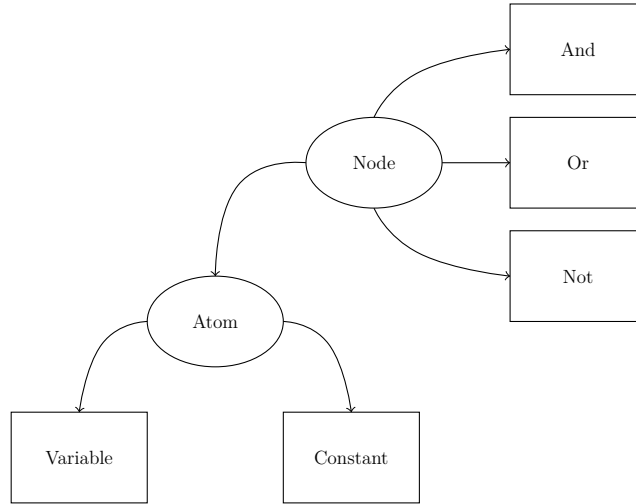 And
Node
Or
Not
Atom
Variable
Constant